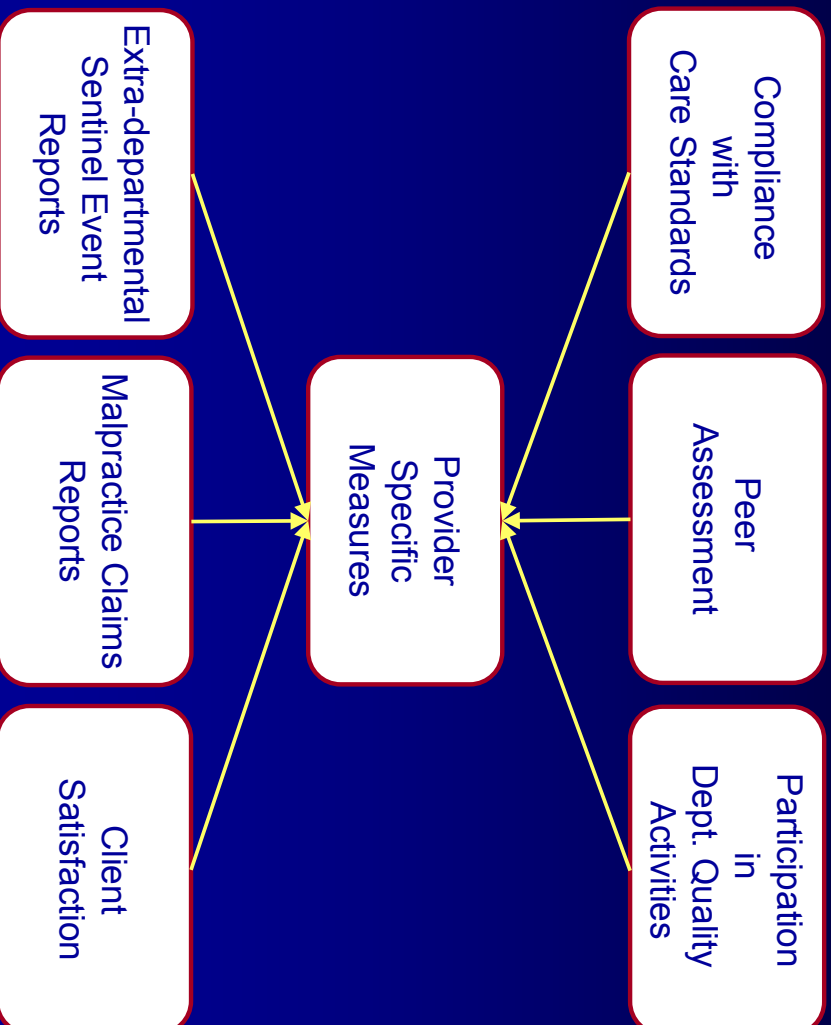 Compliance
with
Care Standards
Peer
Assessment
Participation
in
Dept. Quality
Activities
Provider
Specific
Measures
Extra-departmental
Sentinel Event
Reports
Malpractice Claims
Reports
Client
Satisfaction